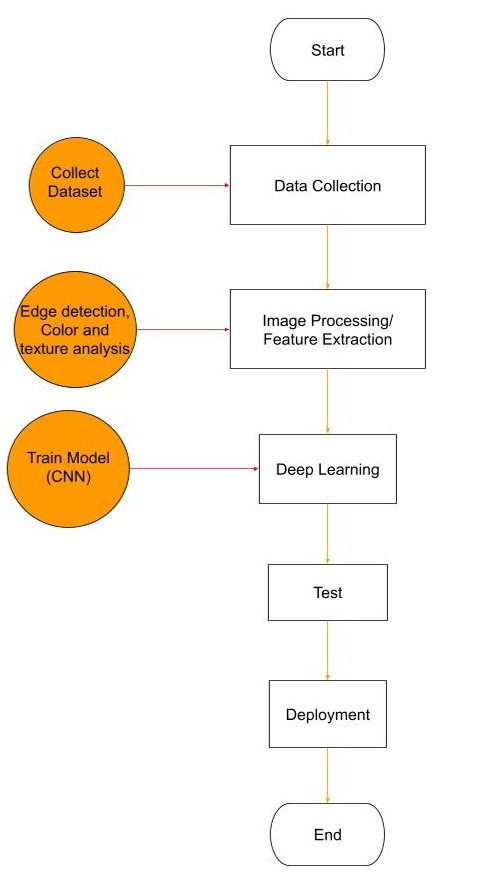 Start
Collect
Dataset
Data Collection
Edge detection,
Color and
texture analysis
Image Processing/
Feature Extraction
Train Model
(CNN)
Deep Learning
Test
Deployment
End